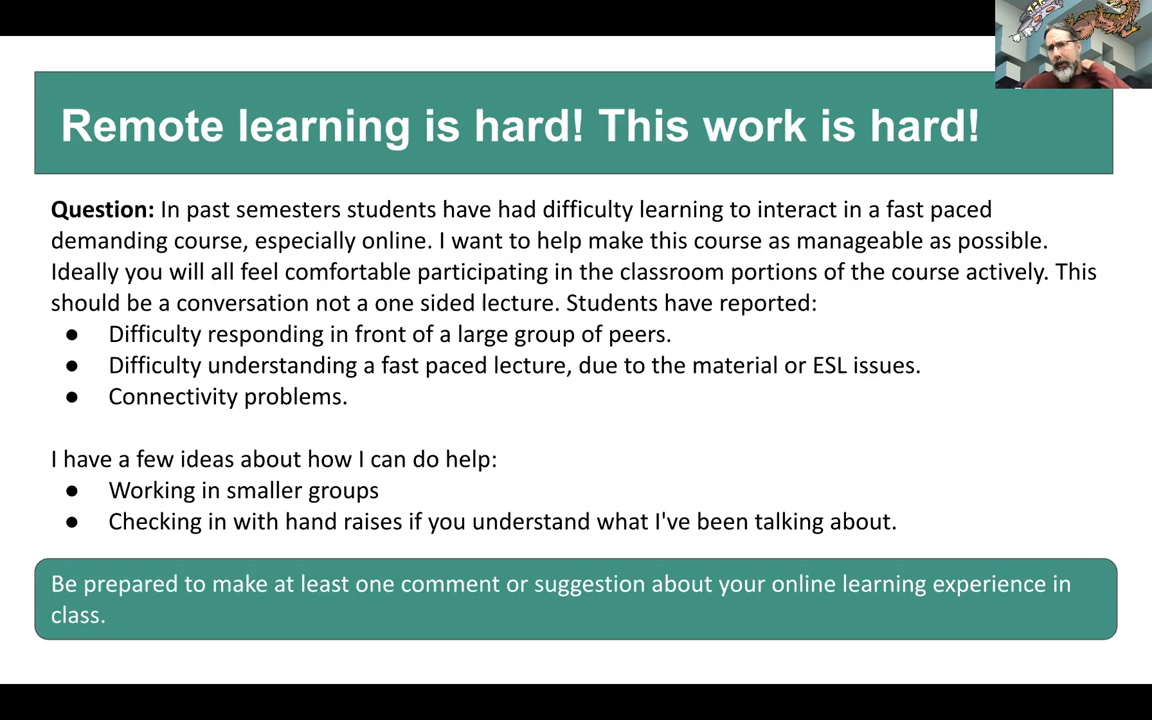 Remote learning is hard! This work is hard!
Question: In past semesters students have had difficulty learning to interact in a fast paced
demanding course, especially online. I want to help make this course as manageable as possible.
Ideally you will all feel comfortable participating in the classroom portions of the course actively. This
should be a conversation not a one sided lecture. Students have reported:
● Difficulty responding in front of a large group of peers.
● Difficulty understanding a fast paced lecture, due to the material or ESL issues.
● Connectivity problems.
I have a few ideas about how I can do help:
● Working in smaller groups
● Checking in with hand raises if you understand what I've been talking about.
Be prepared to make at least one comment or suggestion about your online learning experience in
class.